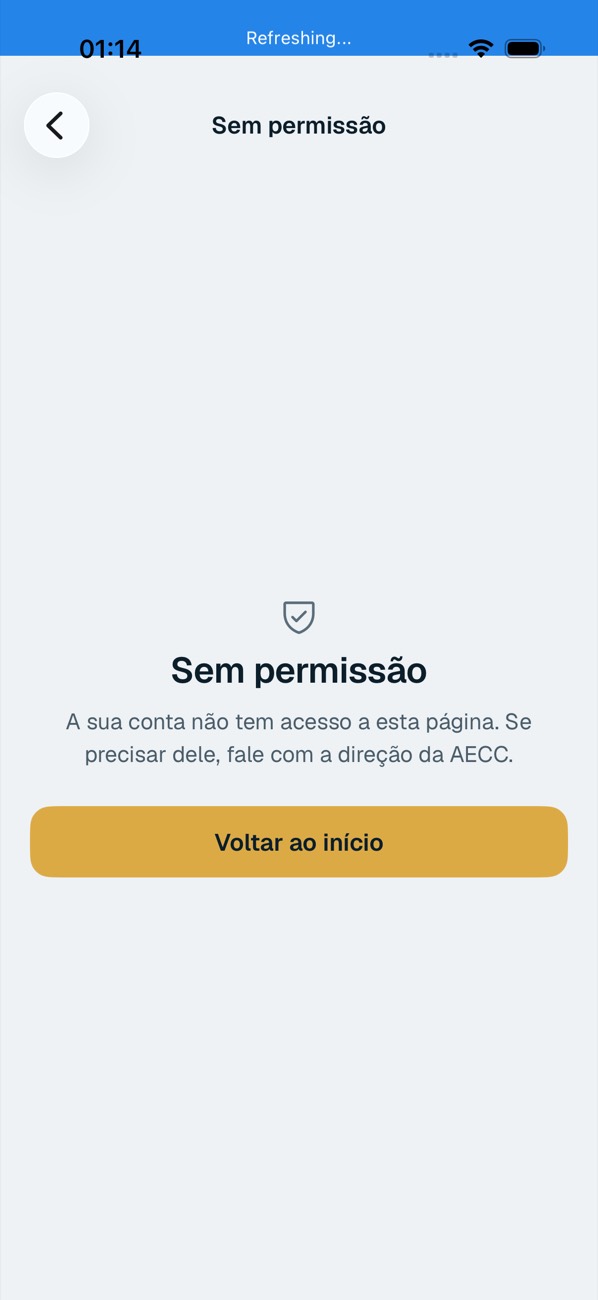 Refreshing...
01:14
Sem permissão
Sem permissão
A sua conta não tem acesso a esta página. Se
precisar dele, fale com a direção da AECC.
Voltar ao início